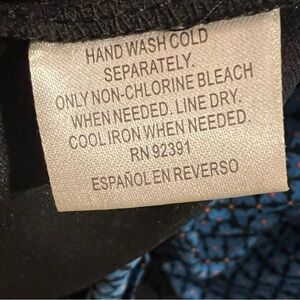 HAND WASH COLD
SEPARATELY.
ONLY NON-CHLORINE BLEACH
WHEN NEEDED. LINE DRY.
COOL IRON WHEN NEEDED.
RN 92391
ESPAÑOL EN REVERSO